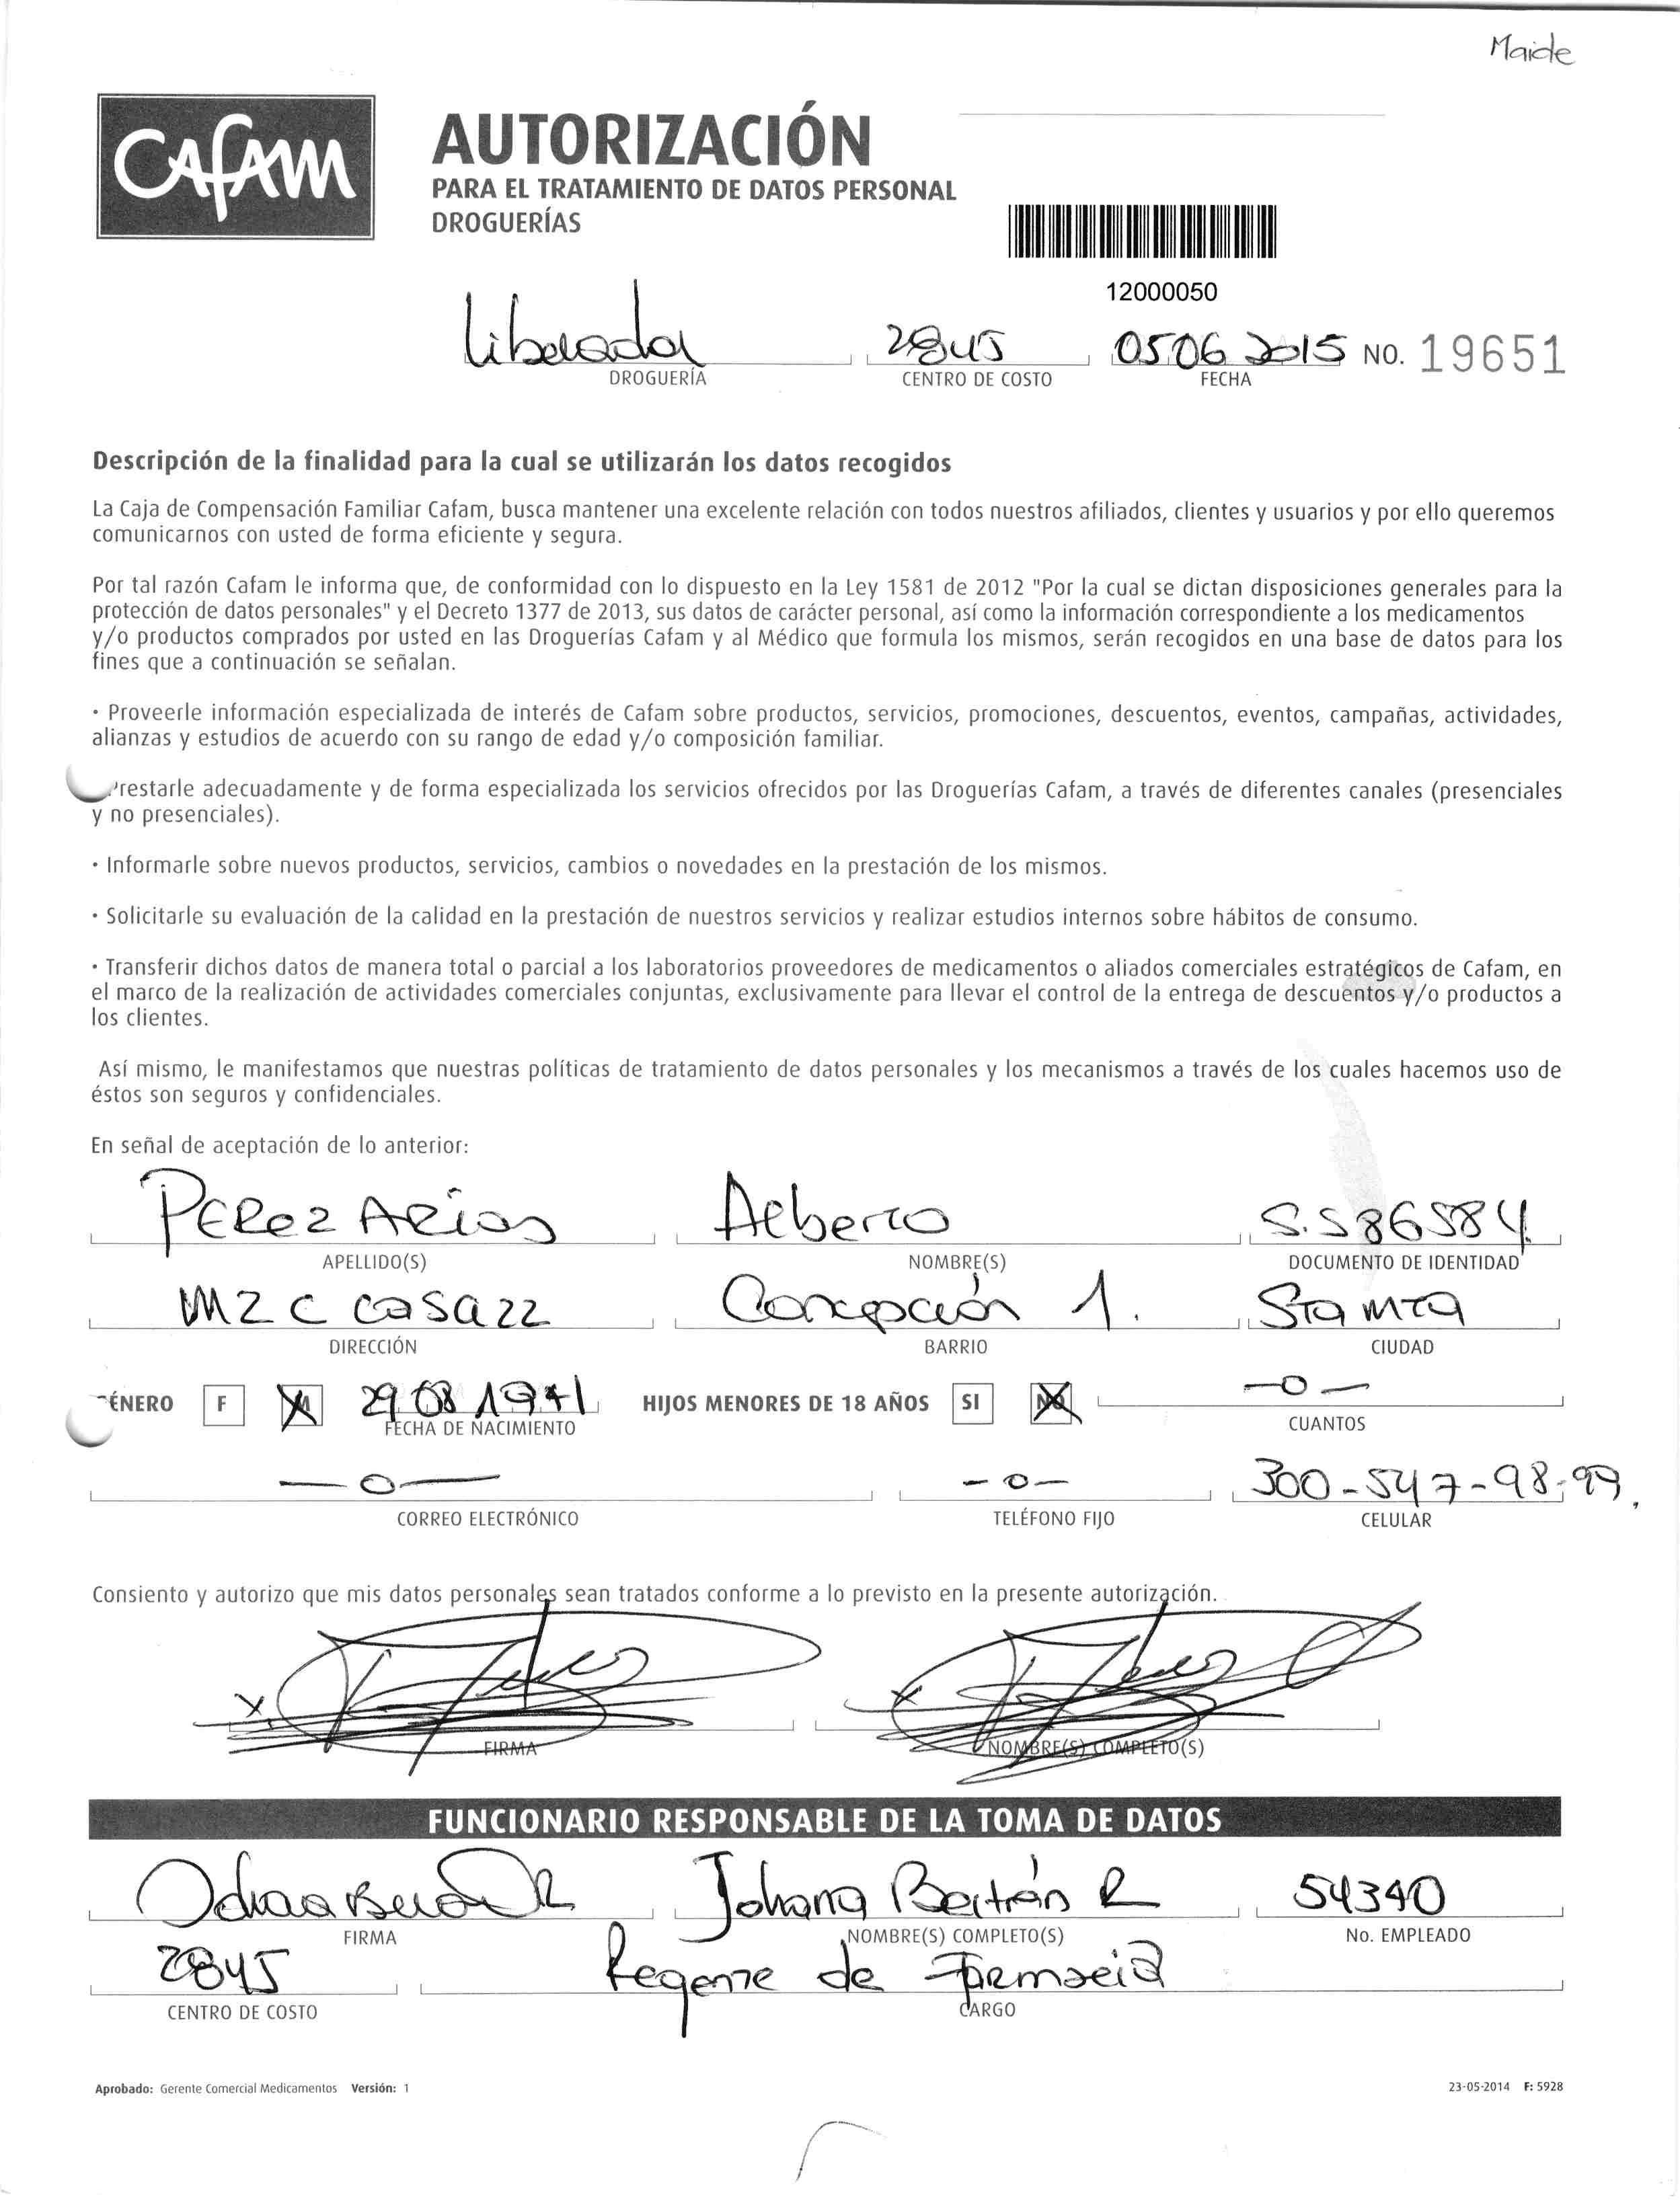 Maide
CAFAM
AUTORIZACIÓN
PARA EL TRATAMIENTO DE DATOS PERSONAL
DROGUERÍAS
12000050
Libertador 2845 05 06 2015 NO. 19651
DROGUERÍA CENTRO DE COSTO FECHA
Descripción de la finalidad para la cual se utilizarán los datos recogidos
La Caja de Compensación Familiar Cafam, busca mantener una excelente relación con todos nuestros afiliados, clientes y usuarios y por ello queremos
comunicarnos con usted de forma eficiente y segura.
Por tal razón Cafam le informa que, de conformidad con lo dispuesto en la Ley 1581 de 2012 "Por la cual se dictan disposiciones generales para la
protección de datos personales" y el Decreto 1377 de 2013, sus datos de carácter personal, así como la información correspondiente a los medicamentos
y/o productos comprados por usted en las Droguerías Cafam y al Médico que formula los mismos, serán recogidos en una base de datos para los
fines que a continuación se señalan.
· Proveerle información especializada de interés de Cafam sobre productos, servicios, promociones, descuentos, eventos, campañas, actividades,
alianzas y estudios de acuerdo con su rango de edad y/o composición familiar.
· Prestarle adecuadamente y de forma especializada los servicios ofrecidos por las Droguerías Cafam, a través de diferentes canales (presenciales
y no presenciales).
· Informarle sobre nuevos productos, servicios, cambios o novedades en la prestación de los mismos.
· Solicitarle su evaluación de la calidad en la prestación de nuestros servicios y realizar estudios internos sobre hábitos de consumo.
· Transferir dichos datos de manera total o parcial a los laboratorios proveedores de medicamentos o aliados comerciales estratégicos de Cafam, en
el marco de la realización de actividades comerciales conjuntas, exclusivamente para llevar el control de la entrega de descuentos y/o productos a
los clientes.
Así mismo, le manifestamos que nuestras políticas de tratamiento de datos personales y los mecanismos a través de los cuales hacemos uso de
éstos son seguros y confidenciales.
En señal de aceptación de lo anterior:
PEREZ ARIAS Alberto 5.586584
APELLIDO(S) NOMBRE(S) DOCUMENTO DE IDENTIDAD
MZ C casa 22 Concepción 1. Sta Mta
DIRECCIÓN BARRIO CIUDAD
GÉNERO F M 29 08 1941 HIJOS MENORES DE 18 AÑOS SI NO —0—
FECHA DE NACIMIENTO CUANTOS
—0— —0— 300-547-98-99.
CORREO ELECTRÓNICO TELÉFONO FIJO CELULAR
Consiento y autorizo que mis datos personales sean tratados conforme a lo previsto en la presente autorización.
X X
FIRMA NOMBRE(S) COMPLETO(S)
FUNCIONARIO RESPONSABLE DE LA TOMA DE DATOS
Johana Beltrán R 54340
FIRMA NOMBRE(S) COMPLETO(S) No. EMPLEADO
2845 Regente de Farmacia
CENTRO DE COSTO CARGO
Aprobado: Gerente Comercial Medicamentos Versión: 1 23-05-2014 F: 5928